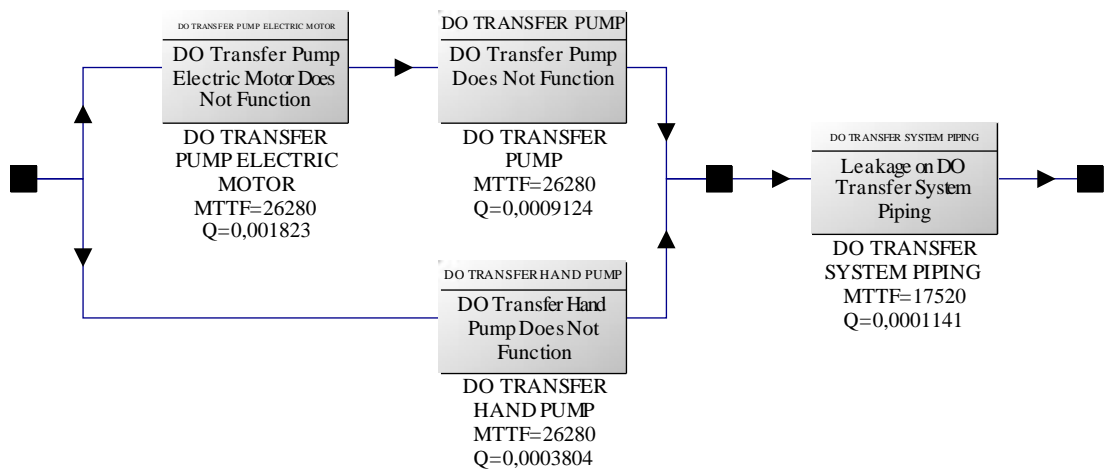 DO TRANSFER PUMP ELECTRIC MOTOR
DO Transfer Pump
Electric Motor Does
Not Function
DO TRANSFER
PUMP ELECTRIC
MOTOR
MTTF=26280
Q=0,001823
DO TRANSFER PUMP
DO Transfer Pump
Does Not Function
DO TRANSFER
PUMP
MTTF=26280
Q=0,0009124
DO TRANSFER HAND PUMP
DO Transfer Hand
Pump Does Not
Function
DO TRANSFER
HAND PUMP
MTTF=26280
Q=0,0003804
DO TRANSFER SYSTEM PIPING
Leakage on DO
Transfer System
Piping
DO TRANSFER
SYSTEM PIPING
MTTF=17520
Q=0,0001141